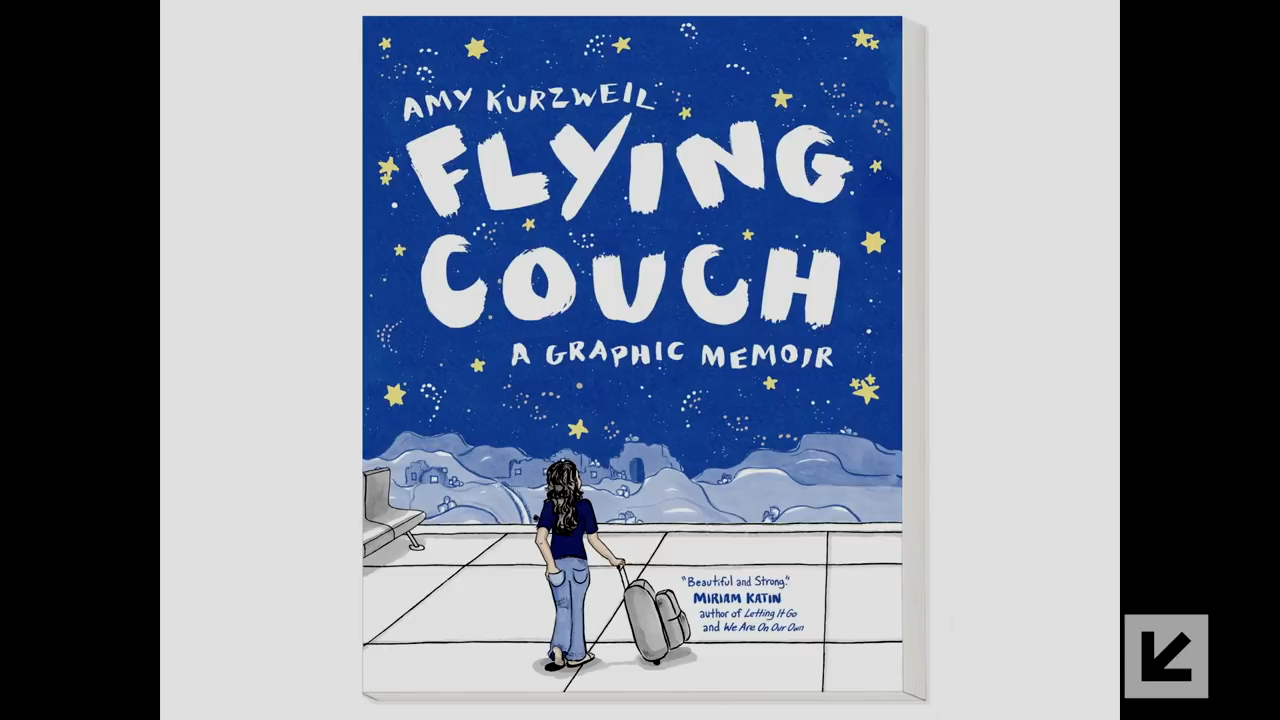 AMY KURZWEIL
FLYING
COUCH
A GRAPHIC MEMOIR
"Beautiful and Strong."
MIRIAM KATIN
author of Letting It Go
and We Are On Our Own